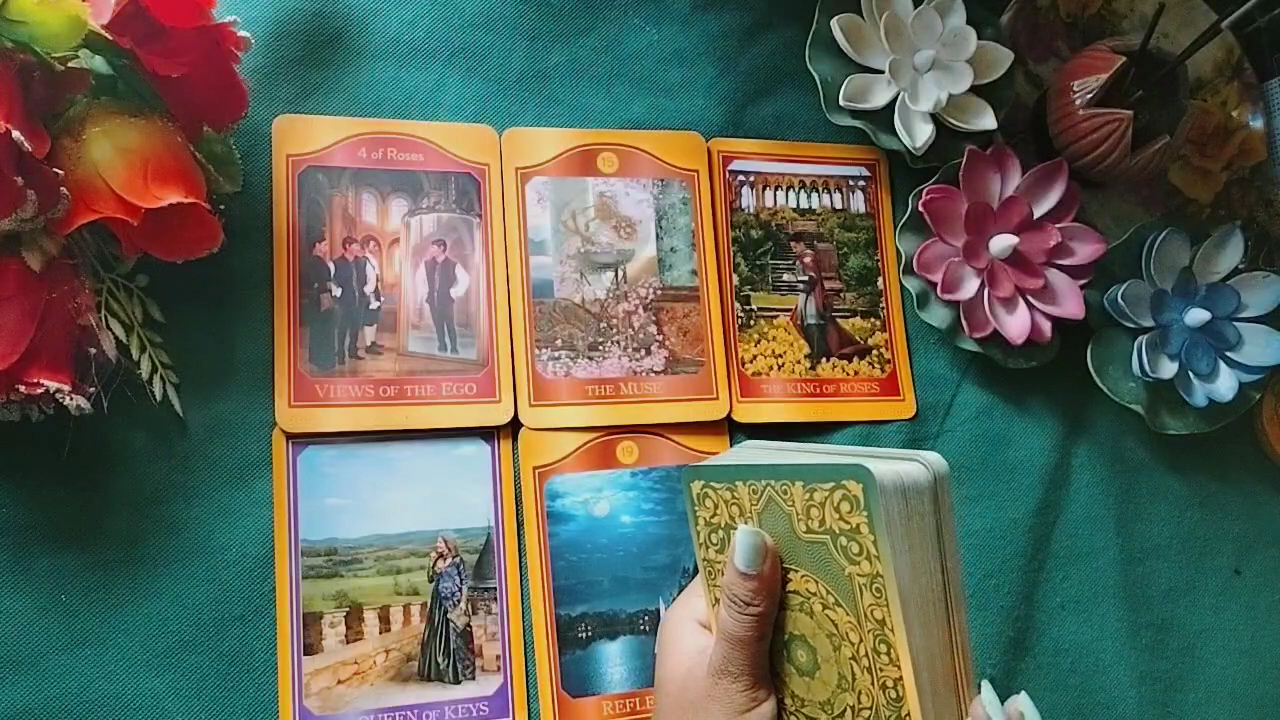 4 of Roses
VIEWS OF THE EGO
15
THE MUSE
THE KING OF ROSES
QUEEN OF KEYS
19
REFLE